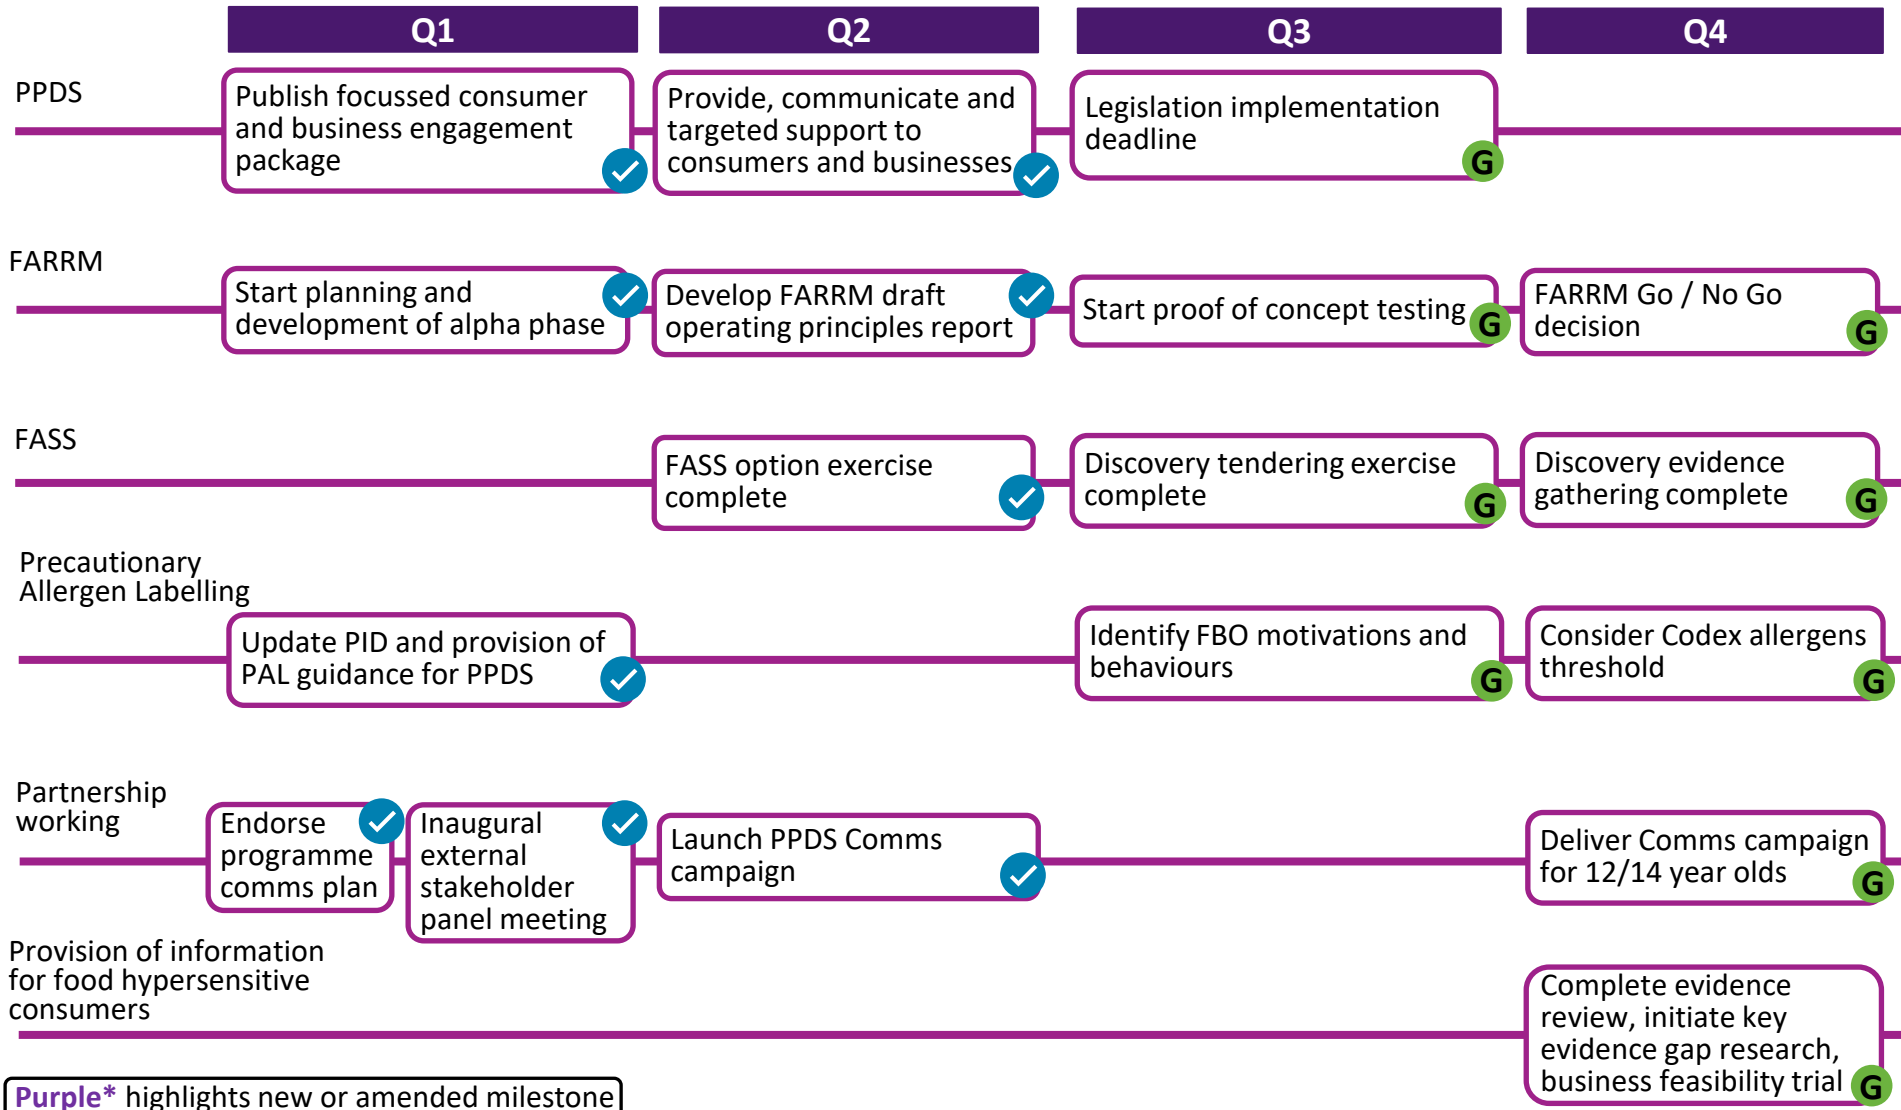 Q1
Q2
Q3
Q4
PPDS
Publish focussed consumer
and business engagement
package
Provide, communicate and
targeted support to
consumers and businesses
Legislation implementation
deadline
G
FARRM
Start planning and
development of alpha phase
Develop FARRM draft
operating principles report
Start proof of concept testing
G
FARRM Go / No Go
decision
G
FASS
FASS option exercise
complete
Discovery tendering exercise
complete
G
Discovery evidence
gathering complete
G
Precautionary
Allergen Labelling
Update PID and provision of
PAL guidance for PPDS
Identify FBO motivations and
behaviours
G
Consider Codex allergens
threshold
G
Partnership
working
Endorse
programme
comms plan
Inaugural
external
stakeholder
panel meeting
Launch PPDS Comms
campaign
Deliver Comms campaign
for 12/14 year olds
G
Provision of information
for food hypersensitive
consumers
Complete evidence
review, initiate key
evidence gap research,
business feasibility trial
G
Purple* highlights new or amended milestone